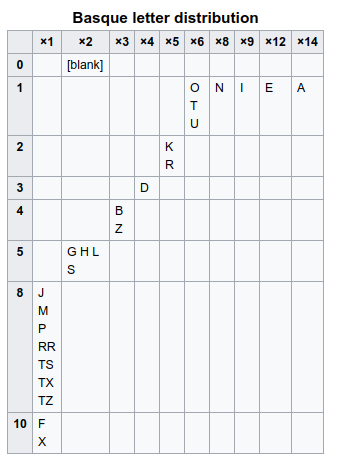 Basque letter distribution
×1 ×2 ×3 ×4 ×5 ×6 ×8 ×9 ×12 ×14
0 [blank]
1 O N I E A
T
U
2 K
R
3 D
4 B
Z
5 G H L
S
8 J
M
P
RR
TS
TX
TZ
10 F
X